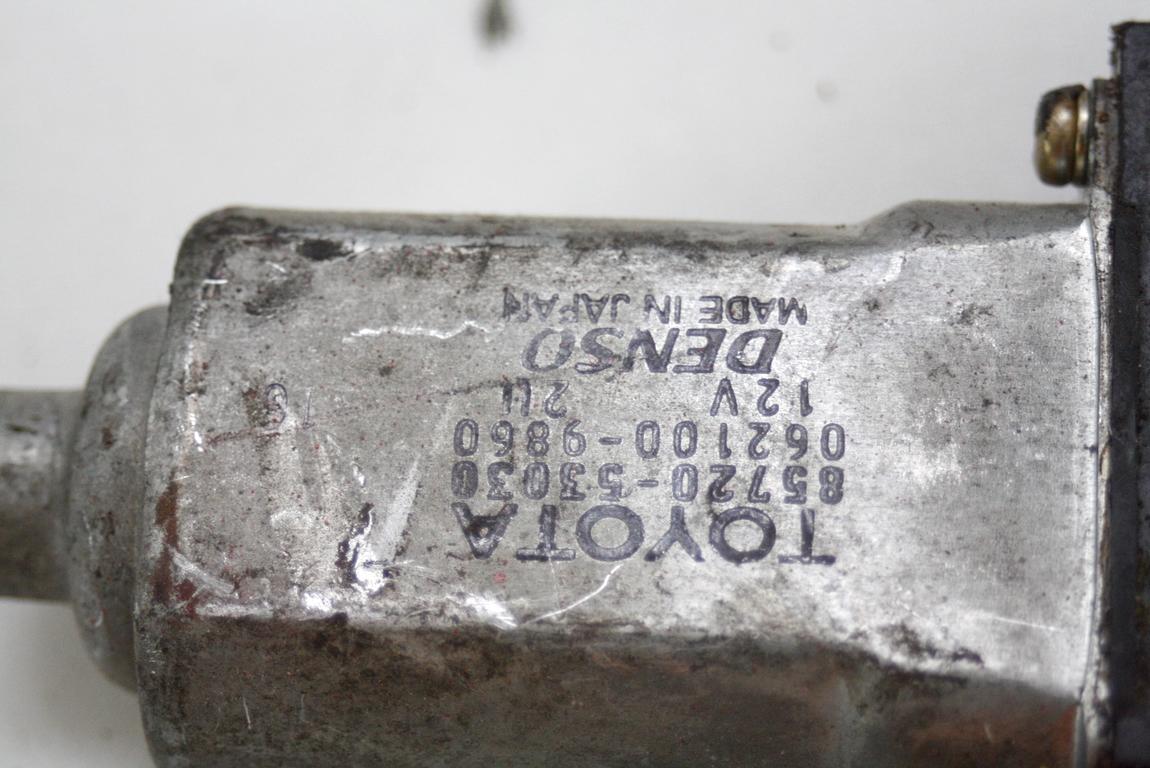 TOYOTA
85720-53030
062100-9860
12V 2U
DENSO
MADE IN JAPAN